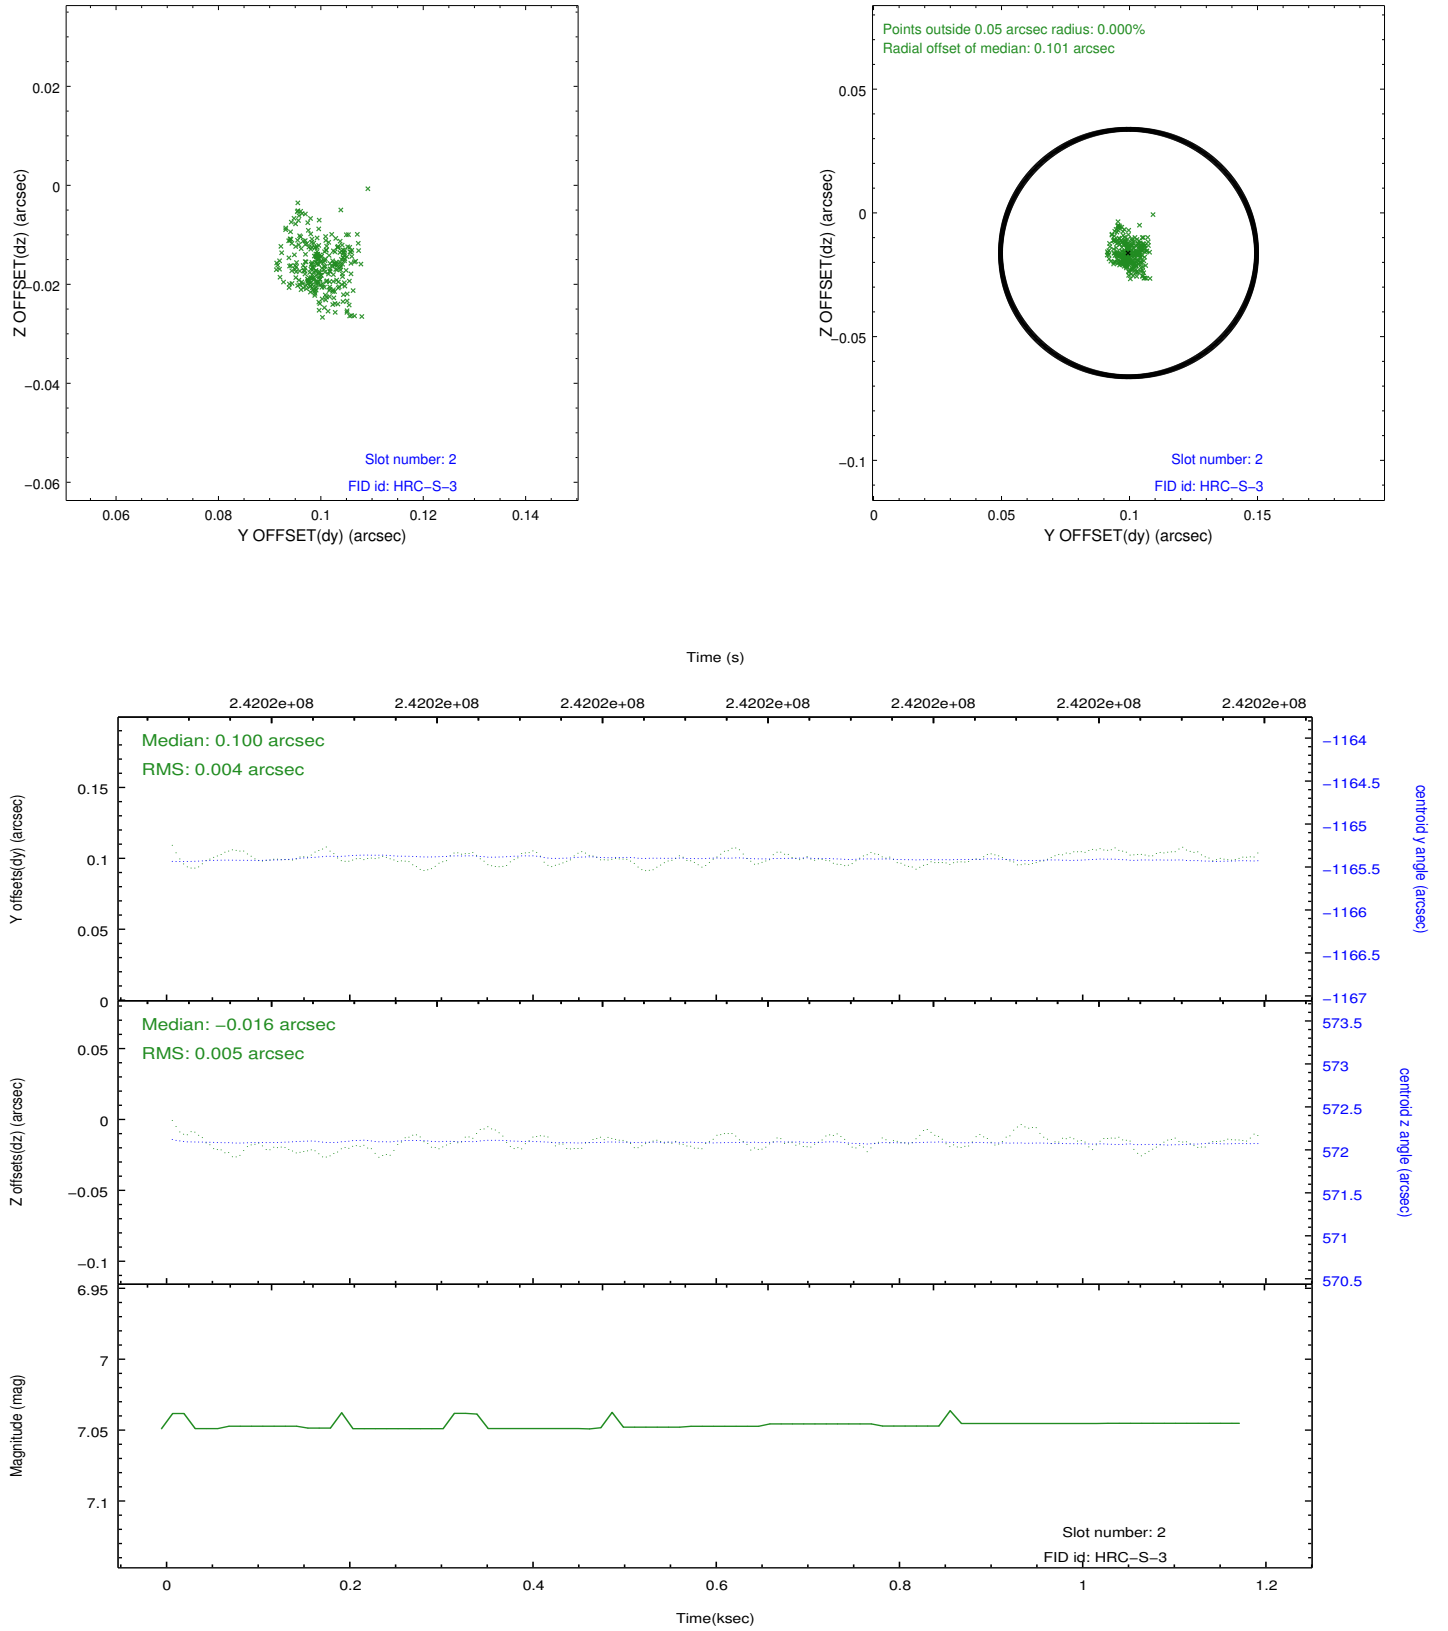 0.02
0
−0.02
−0.04
−0.06
Z OFFSET(dz) (arcsec)
0.06
0.08
0.1
0.12
0.14
Y OFFSET(dy) (arcsec)
Slot number: 2
FID id: HRC−S−3
Points outside 0.05 arcsec radius: 0.000%
Radial offset of median: 0.101 arcsec
0.05
0
−0.05
−0.1
Z OFFSET(dz) (arcsec)
Slot number: 2
FID id: HRC−S−3
0
0.05
0.1
0.15
Y OFFSET(dy) (arcsec)
Time (s)
2.4202e+08
2.4202e+08
2.4202e+08
2.4202e+08
2.4202e+08
2.4202e+08
2.4202e+08
Median: 0.100 arcsec
RMS: 0.004 arcsec
0.15
0.1
0.05
0
Y offsets(dy) (arcsec)
−1164
−1164.5
−1165
−1165.5
−1166
−1166.5
−1167
centroid y angle (arcsec)
Median: −0.016 arcsec
RMS: 0.005 arcsec
0.05
0
−0.05
−0.1
Z offsets(dz) (arcsec)
573.5
573
572.5
572
571.5
571
570.5
centroid z angle (arcsec)
6.95
7
7.05
7.1
Magnitude (mag)
Slot number: 2
FID id: HRC−S−3
0
0.2
0.4
0.6
0.8
1
1.2
Time(ksec)